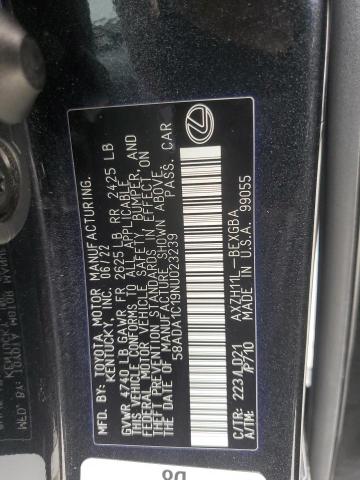 MFG. BY: TOYOTA MOTOR MANUFACTURING,
KENTUCKY, INC. 06/22
GVWR 4740 LB GAWR FR 2625 LB RR 2425 LB
THIS VEHICLE CONFORMS TO ALL APPLICABLE
FEDERAL MOTOR VEHICLE SAFETY, BUMPER, AND
THEFT PREVENTION STANDARDS IN EFFECT ON
THE DATE OF MANUFACTURE SHOWN ABOVE.
58ADA1C19NU023239 PASS. CAR
C/TR: 223/LD21 AXZH11L-BEXGBA
A/TM: /P710 MADE IN U.S.A. 99055